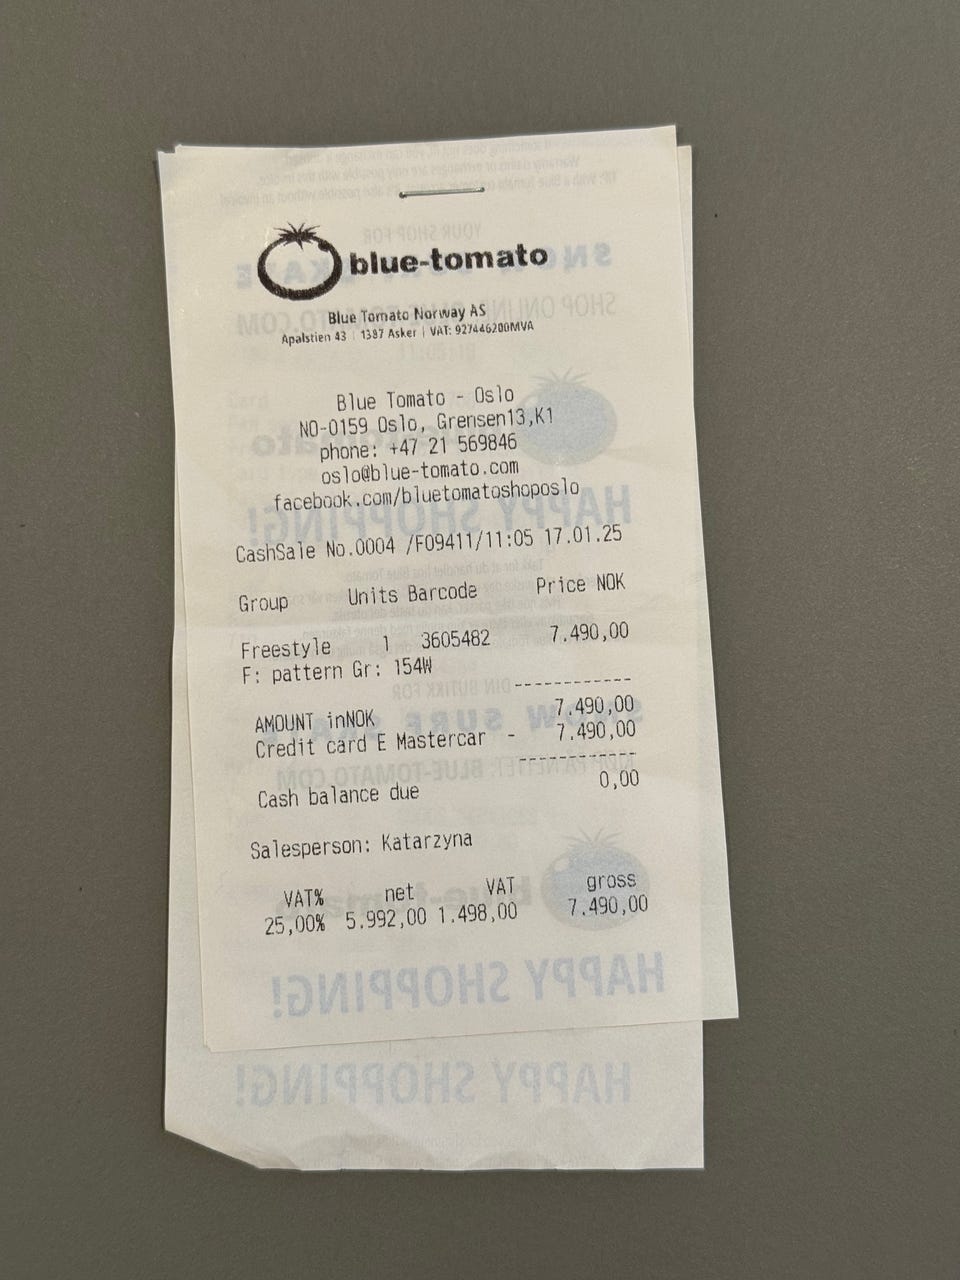 blue-tomato
Blue Tomato Norway AS
Apalstien 43 | 1387 Asker | VAT: 927446200MVA
Blue Tomato - Oslo
NO-0159 Oslo, Grensen13,K1
phone: +47 21 569846
oslo@blue-tomato.com
facebook.com/bluetomatoshoposlo
CashSale No.0004 /F09411/11:05 17.01.25
Group Units Barcode Price NOK
Freestyle 1 3605482 7.490,00
F: pattern Gr: 154W
AMOUNT inNOK 7.490,00
Credit card E Mastercar - 7.490,00
Cash balance due 0,00
Salesperson: Katarzyna
VAT% net VAT gross
25,00% 5.992,00 1.498,00 7.490,00
HAPPY SHOPPING!
HAPPY SHOPPING!